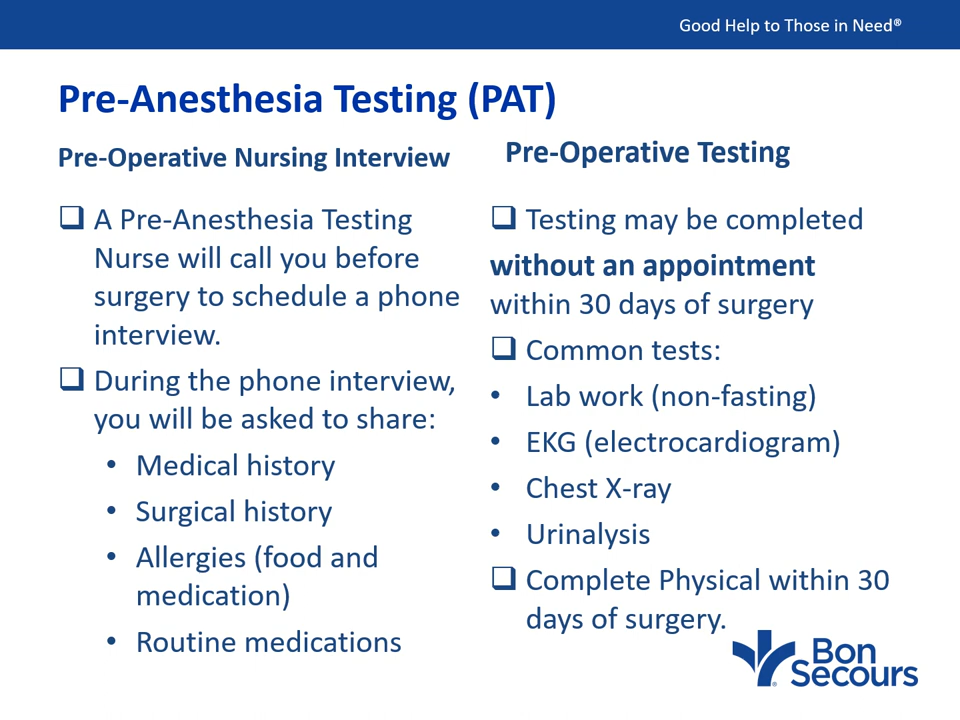 Good Help to Those in Need®
Pre-Anesthesia Testing (PAT)
Pre-Operative Nursing Interview
❑ A Pre-Anesthesia Testing
Nurse will call you before
surgery to schedule a phone
interview.
❑ During the phone interview,
you will be asked to share:
• Medical history
• Surgical history
• Allergies (food and
medication)
• Routine medications
Pre-Operative Testing
❑ Testing may be completed
without an appointment
within 30 days of surgery
❑ Common tests:
• Lab work (non-fasting)
• EKG (electrocardiogram)
• Chest X-ray
• Urinalysis
❑ Complete Physical within 30
days of surgery.
Bon
Secours
®